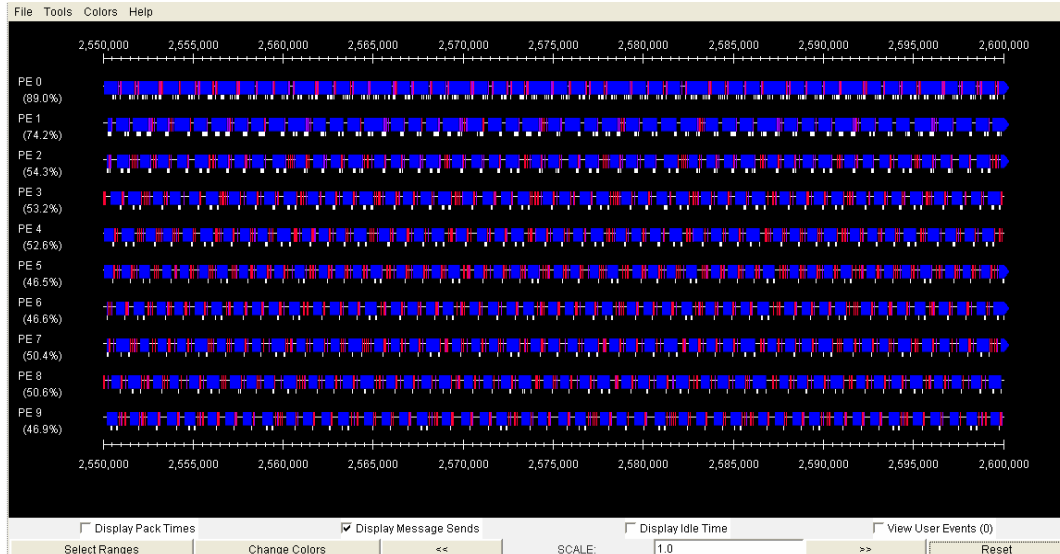 File Tools Colors Help
2,550,000 2,555,000 2,560,000 2,565,000 2,570,000 2,575,000 2,580,000 2,585,000 2,590,000 2,595,000 2,600,000
PE 0
(89.0%)
PE 1
(74.2%)
PE 2
(54.3%)
PE 3
(53.2%)
PE 4
(52.6%)
PE 5
(46.5%)
PE 6
(46.6%)
PE 7
(50.4%)
PE 8
(50.6%)
PE 9
(46.9%)
2,550,000 2,555,000 2,560,000 2,565,000 2,570,000 2,575,000 2,580,000 2,585,000 2,590,000 2,595,000 2,600,000
Display Pack Times Display Message Sends Display Idle Time View User Events (0)
Select Ranges Change Colors << SCALE: 1.0 >> Reset